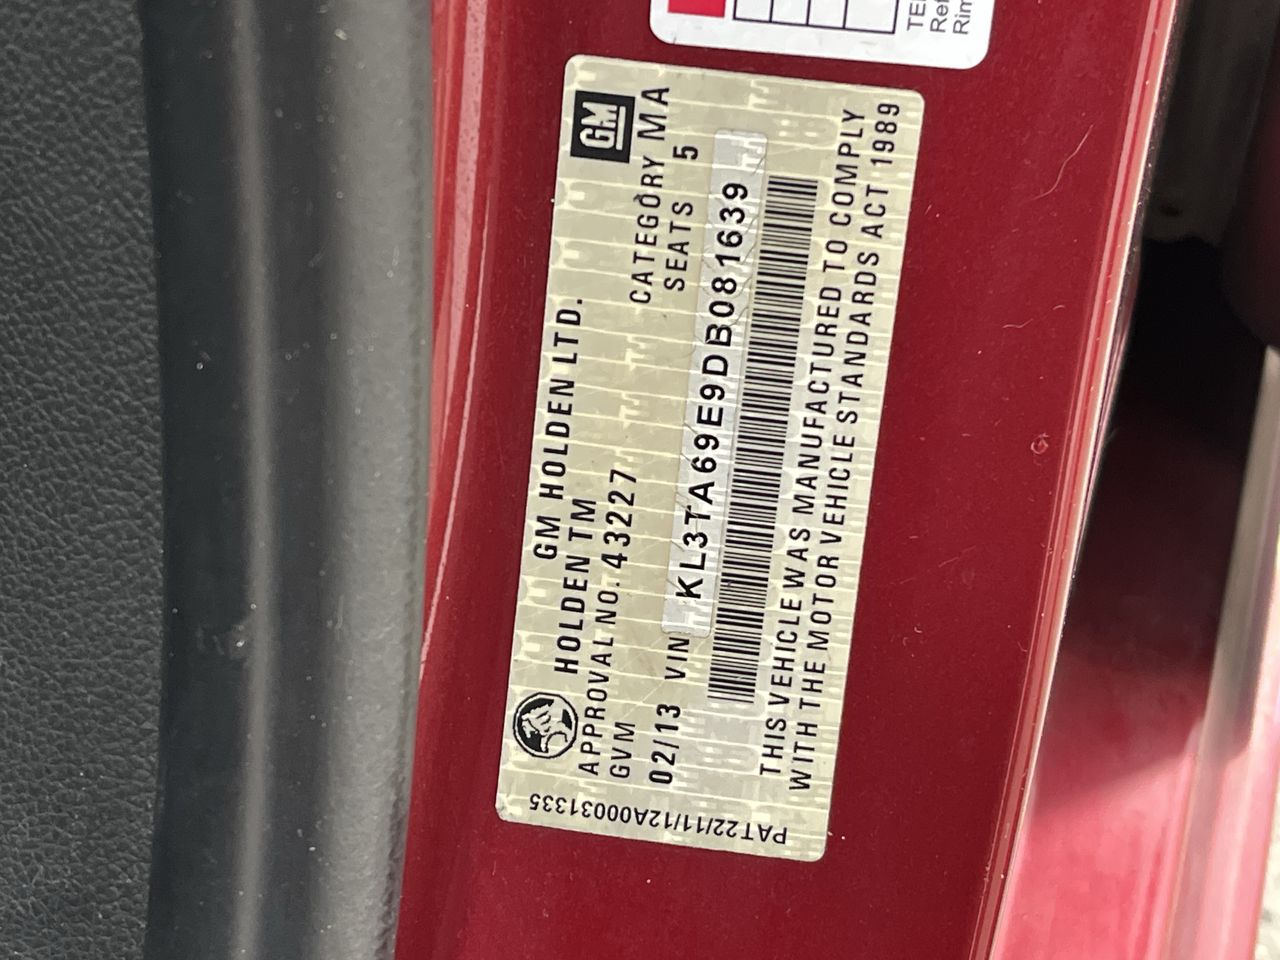 GM HOLDEN LTD.
GM
HOLDEN TM
APPROVAL NO. 43227
CATEGORY MA
GVM
SEATS 5
02/13 VIN KL3TA69E9DB081639
THIS VEHICLE WAS MANUFACTURED TO COMPLY
WITH THE MOTOR VEHICLE STANDARDS ACT 1989
PAT22/11/12A00031335